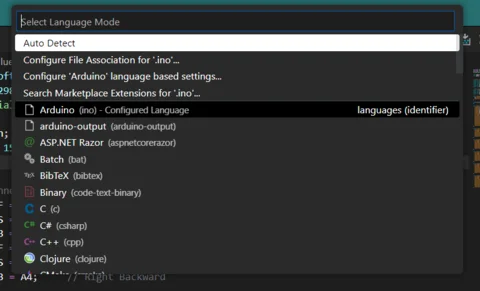 Select Language Mode
Auto Detect
Configure File Association for '.ino'...
Configure 'Arduino' language based settings...
Search Marketplace Extensions for '.ino'...
Arduino (ino) - Configured Language languages (identifier)
arduino-output (arduino-output)
ASP.NET Razor (aspnetcorerazor)
Batch (bat)
BibTeX (bibtex)
Binary (code-text-binary)
C (c)
C# (csharp)
C++ (cpp)
Clojure (clojure)
= A4; // Right Backward